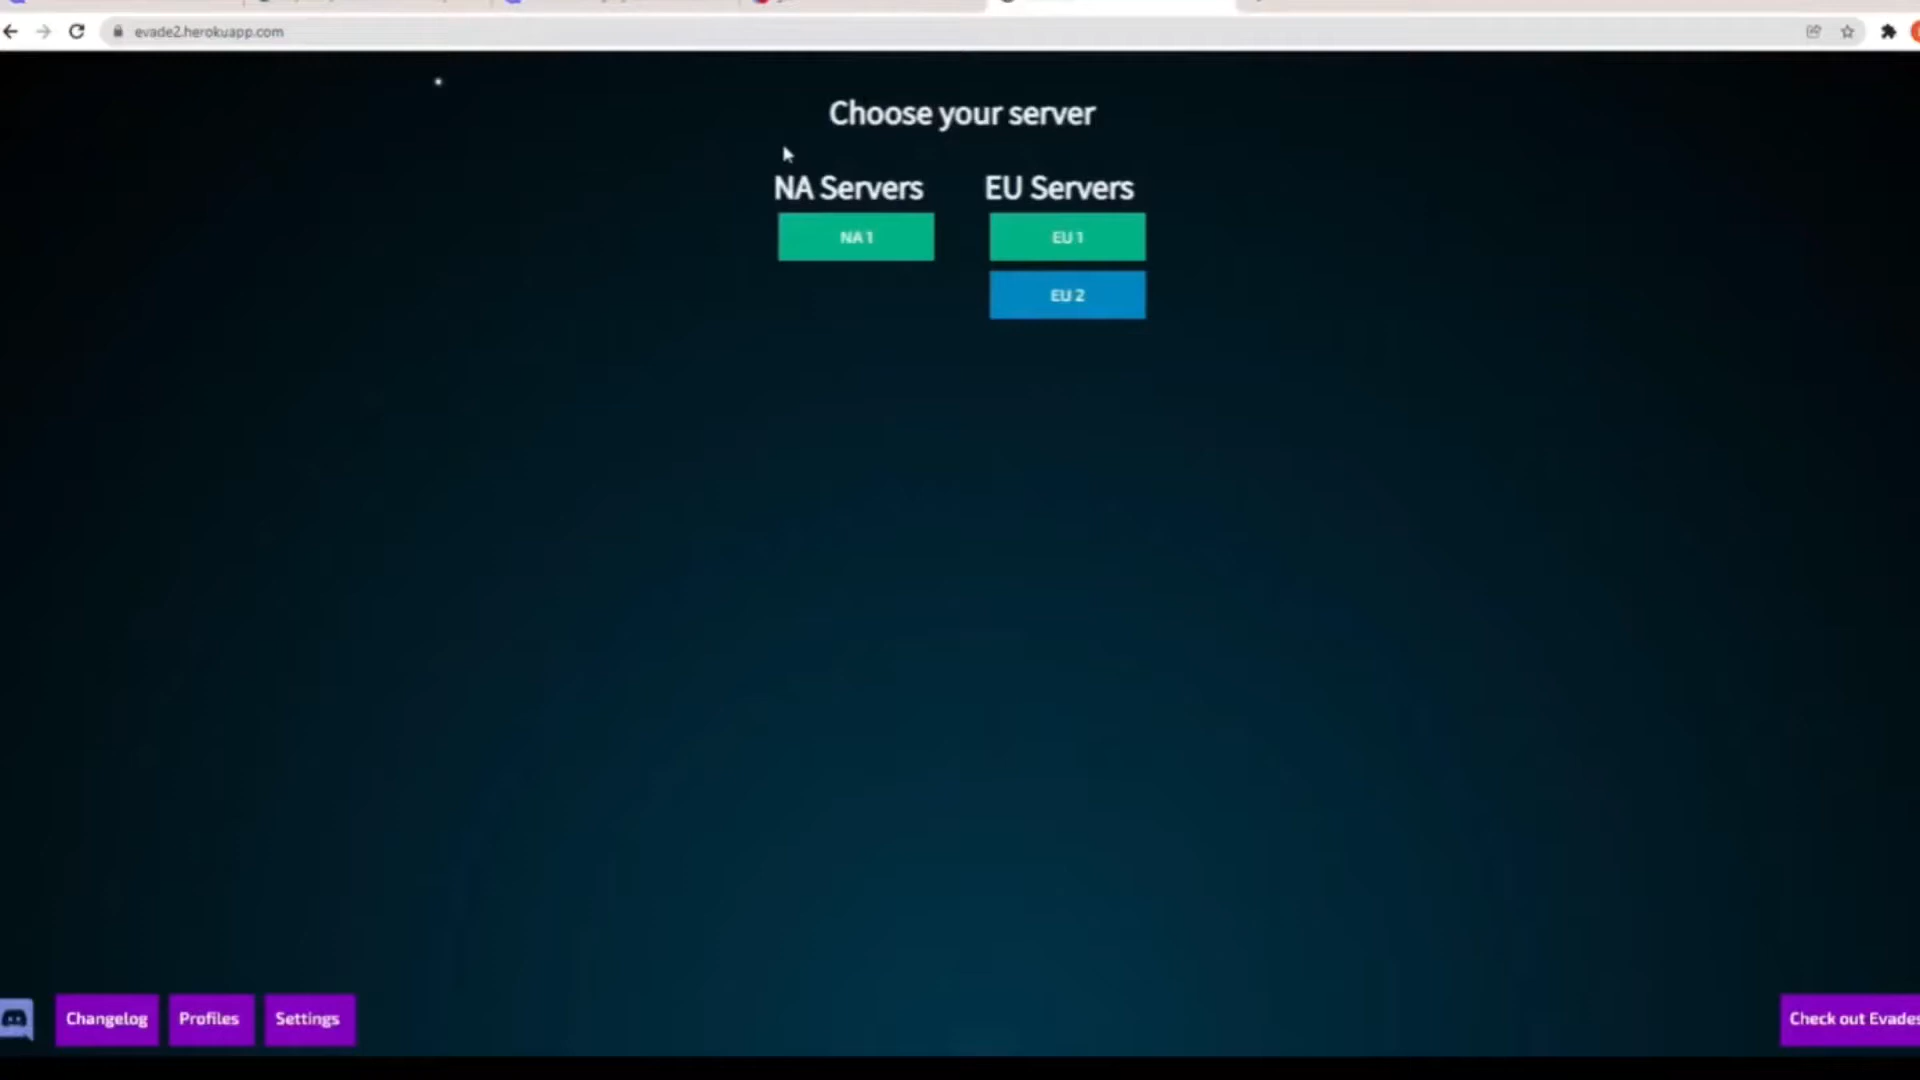 evade2.herokuapp.com
Choose your server
NA Servers
EU Servers
NA 1
EU 1
EU 2
Changelog
Profiles
Settings
Check out Evades